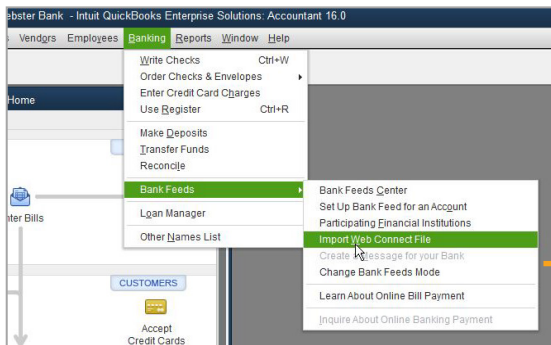 ebster Bank - Intuit QuickBooks Enterprise Solutions: Accountant 16.0
s Vendors Employees Banking Reports Window Help
Write Checks Ctrl+W
Order Checks & Envelopes
Enter Credit Card Charges
Use Register Ctrl+R
Home
Make Deposits
Transfer Funds
Reconcile
Bank Feeds
Loan Manager
Other Names List
Bank Feeds Center
Set Up Bank Feed for an Account
Participating Financial Institutions
Import Web Connect File
Create a Message for your Bank
Change Bank Feeds Mode
Learn About Online Bill Payment
Inquire About Online Banking Payment
nter Bills
CUSTOMERS
Accept
Credit Cards